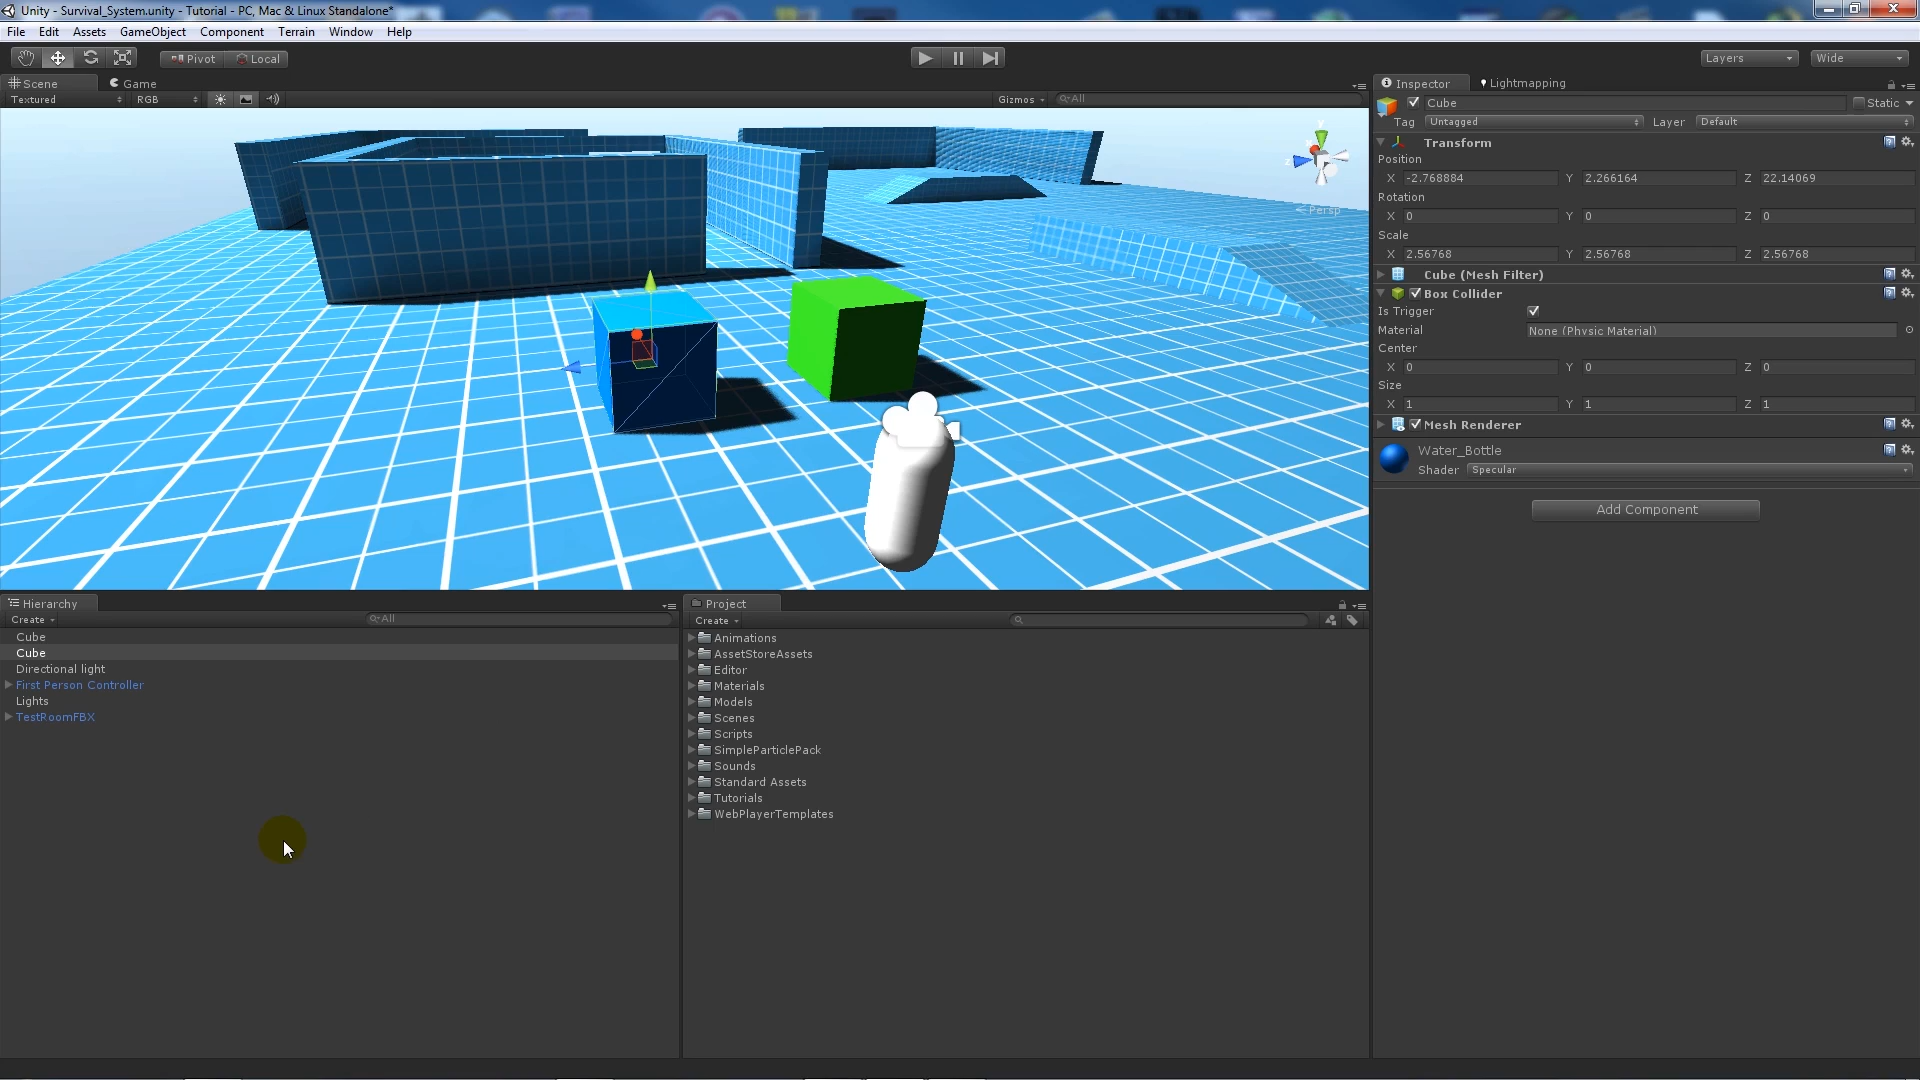 Unity - Survival_System.unity - Tutorial - PC, Mac & Linux Standalone*
File Edit Assets GameObject Component Terrain Window Help
Pivot Local Layers Wide
Scene Game
Textured RGB Gizmos All
y
z
Persp
Inspector Lightmapping
Cube Static
Tag Untagged Layer Default
Transform
Position
X -2.768884 Y 2.266164 Z 22.14069
Rotation
X 0 Y 0 Z 0
Scale
X 2.56768 Y 2.56768 Z 2.56768
Cube (Mesh Filter)
Box Collider
Is Trigger
Material None (Physic Material)
Center
X 0 Y 0 Z 0
Size
X 1 Y 1 Z 1
Mesh Renderer
Water_Bottle
Shader Specular
Add Component
Hierarchy
Create All
Cube
Cube
Directional light
First Person Controller
Lights
TestRoomFBX
Project
Create
Animations
AssetStoreAssets
Editor
Materials
Models
Scenes
Scripts
SimpleParticlePack
Sounds
Standard Assets
Tutorials
WebPlayerTemplates